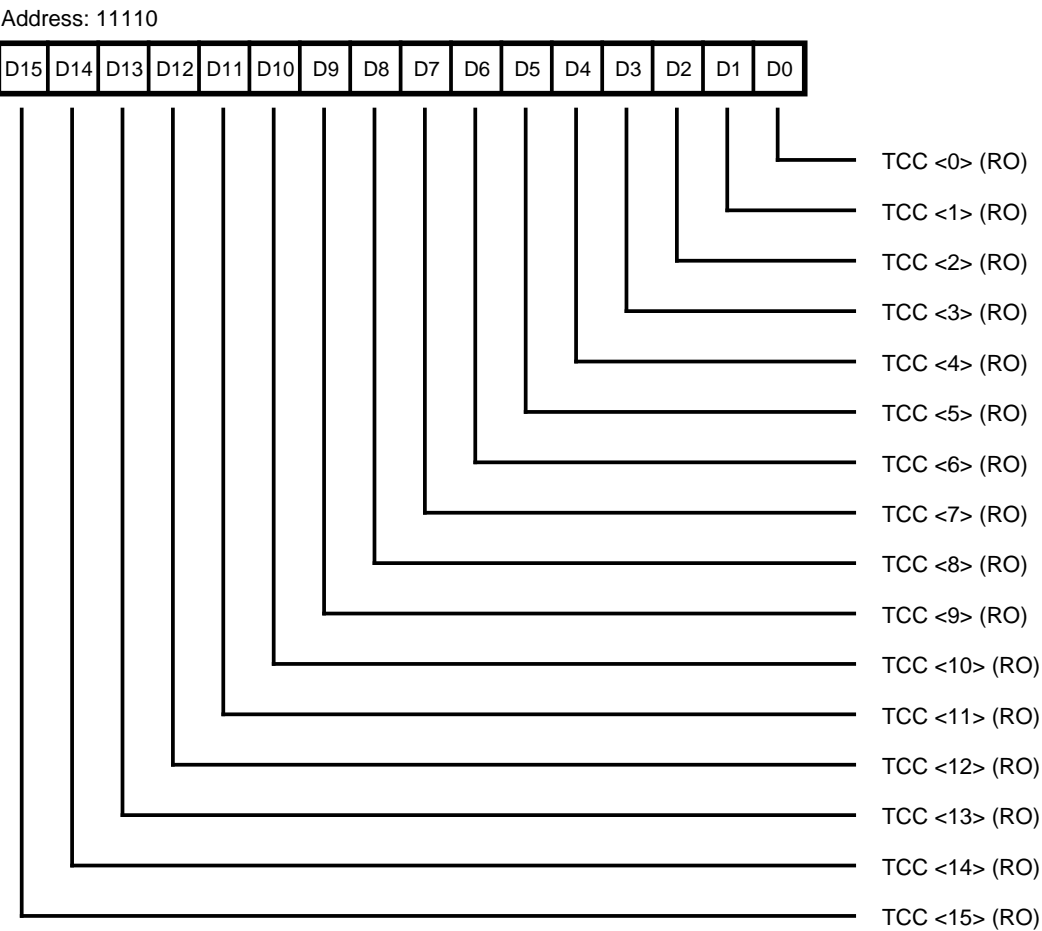 Address: 11110
D15 D14 D13 D12 D11 D10 D9 D8 D7 D6 D5 D4 D3 D2 D1 D0
TCC <0> (RO)
TCC <1> (RO)
TCC <2> (RO)
TCC <3> (RO)
TCC <4> (RO)
TCC <5> (RO)
TCC <6> (RO)
TCC <7> (RO)
TCC <8> (RO)
TCC <9> (RO)
TCC <10> (RO)
TCC <11> (RO)
TCC <12> (RO)
TCC <13> (RO)
TCC <14> (RO)
TCC <15> (RO)